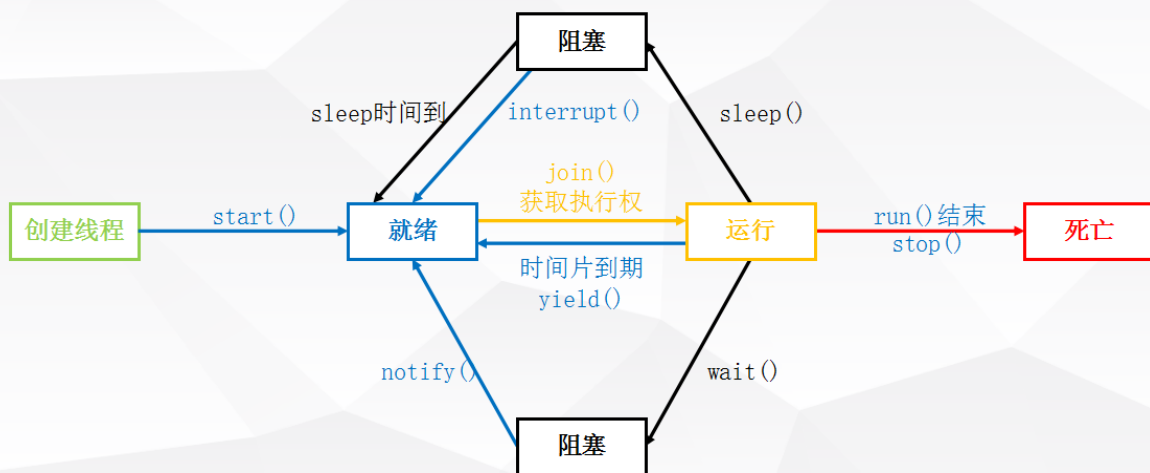 阻塞
sleep时间到
interrupt()
sleep()
join()
获取执行权
创建线程
start()
就绪
运行
run()结束
stop()
死亡
时间片到期
yield()
notify()
wait()
阻塞